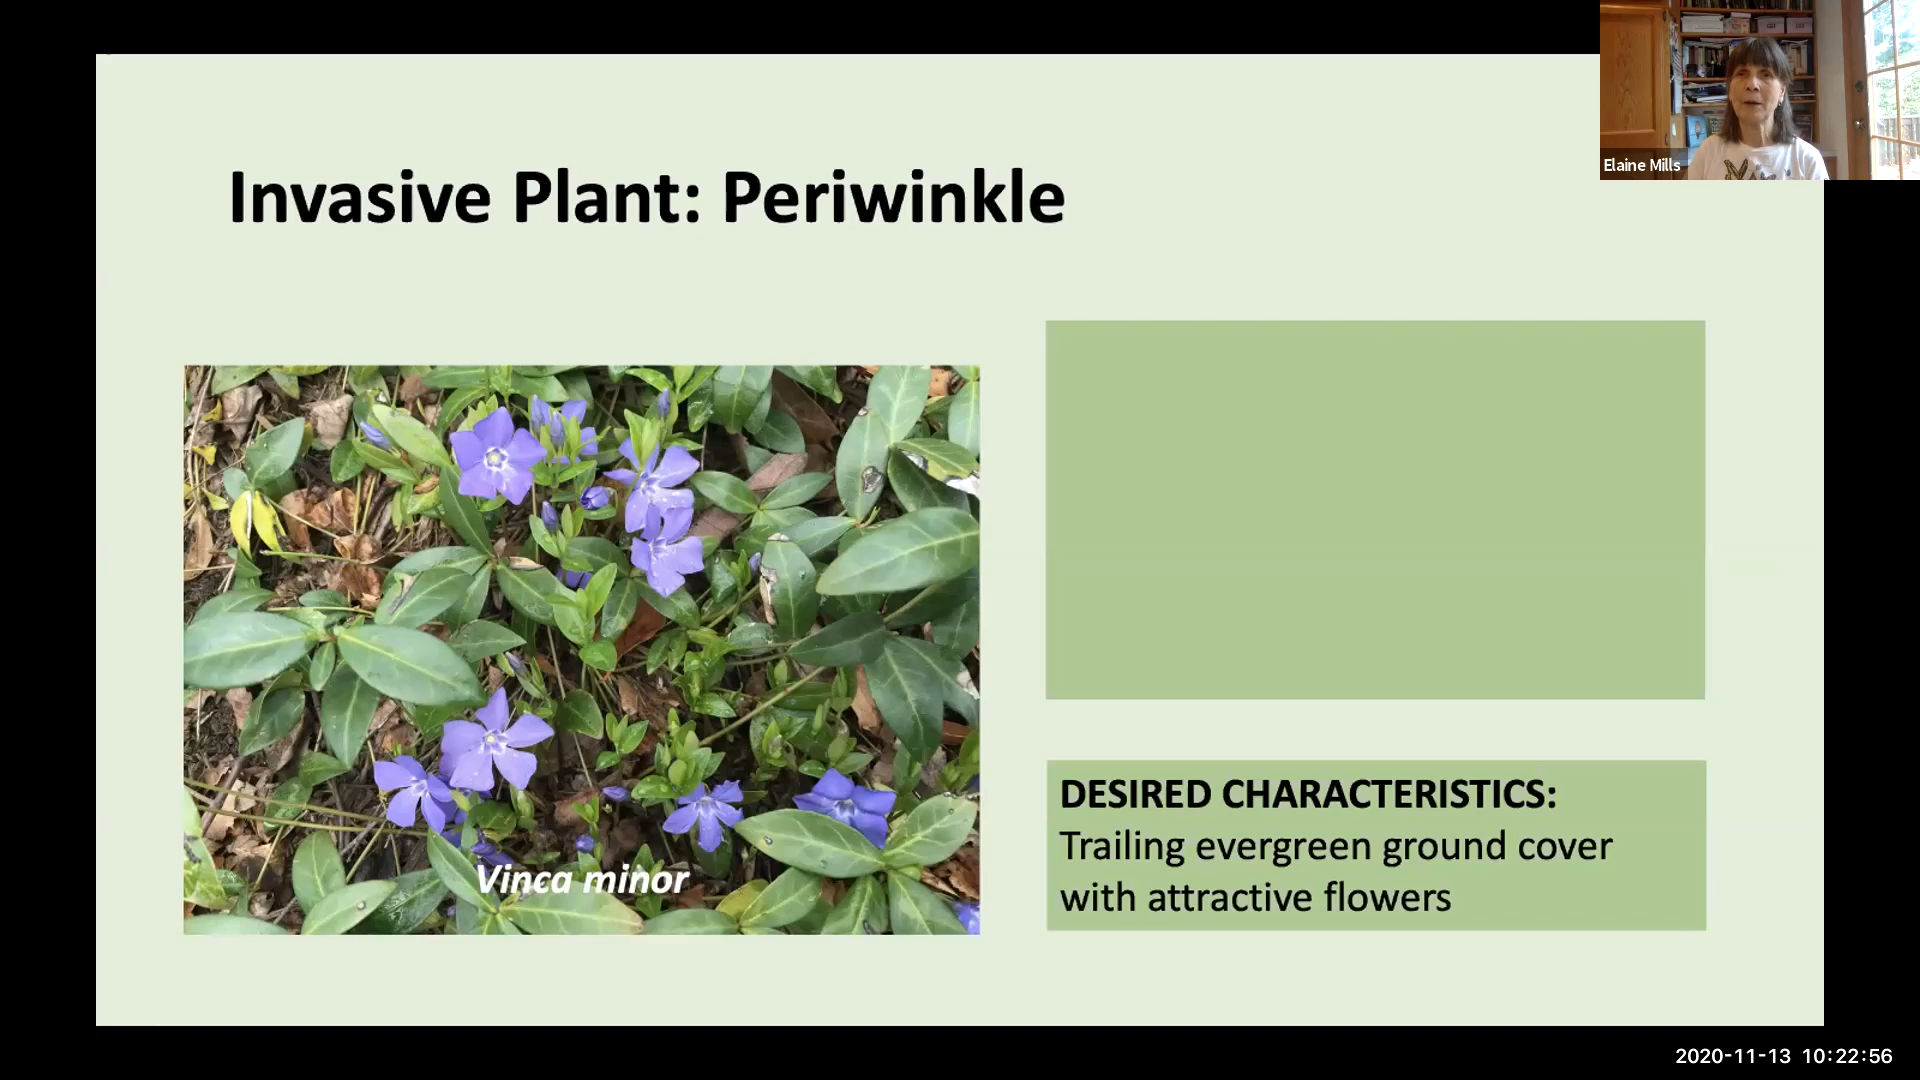 Elaine Mills
Invasive Plant: Periwinkle
Vinca minor
DESIRED CHARACTERISTICS:
Trailing evergreen ground cover
with attractive flowers
2020-11-13 10:22:56